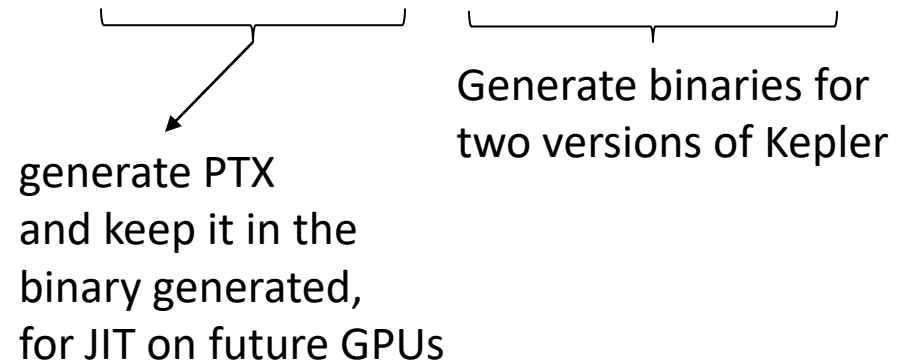 Generate binaries for
two versions of Kepler
generate PTX
and keep it in the
binary generated,
for JIT on future GPUs